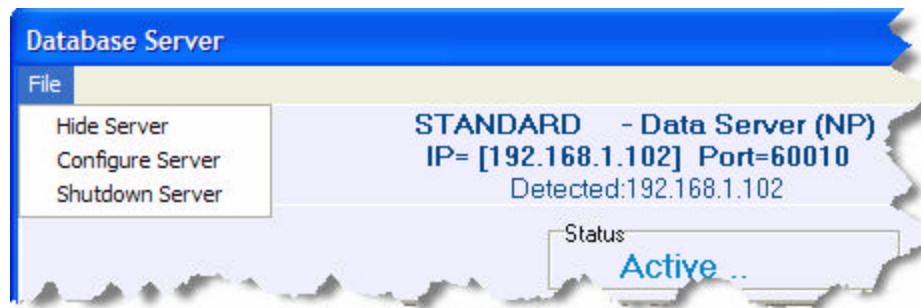 Database Server
File
Hide Server
Configure Server
Shutdown Server
STANDARD - Data Server (NP)
IP= [192.168.1.102] Port=60010
Detected:192.168.1.102
Status
Active ..